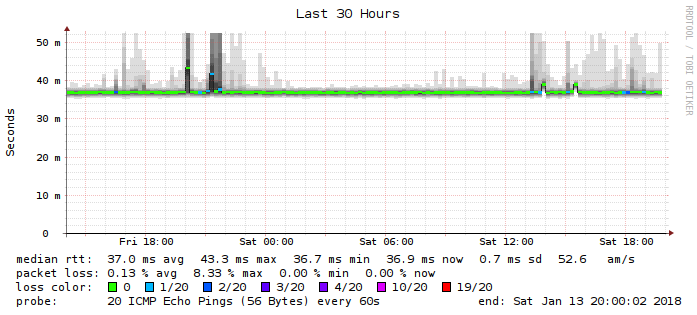 Last 30 Hours
RRDTOOL / TOBI OETIKER
Seconds
50 m
40 m
30 m
20 m
10 m
0
Fri 18:00 Sat 00:00 Sat 06:00 Sat 12:00 Sat 18:00
median rtt: 37.0 ms avg 43.3 ms max 36.7 ms min 36.9 ms now 0.7 ms sd 52.6 am/s
packet loss: 0.13 % avg 8.33 % max 0.00 % min 0.00 % now
loss color: 0 1/20 2/20 3/20 4/20 10/20 19/20
probe: 20 ICMP Echo Pings (56 Bytes) every 60s end: Sat Jan 13 20:00:02 2018